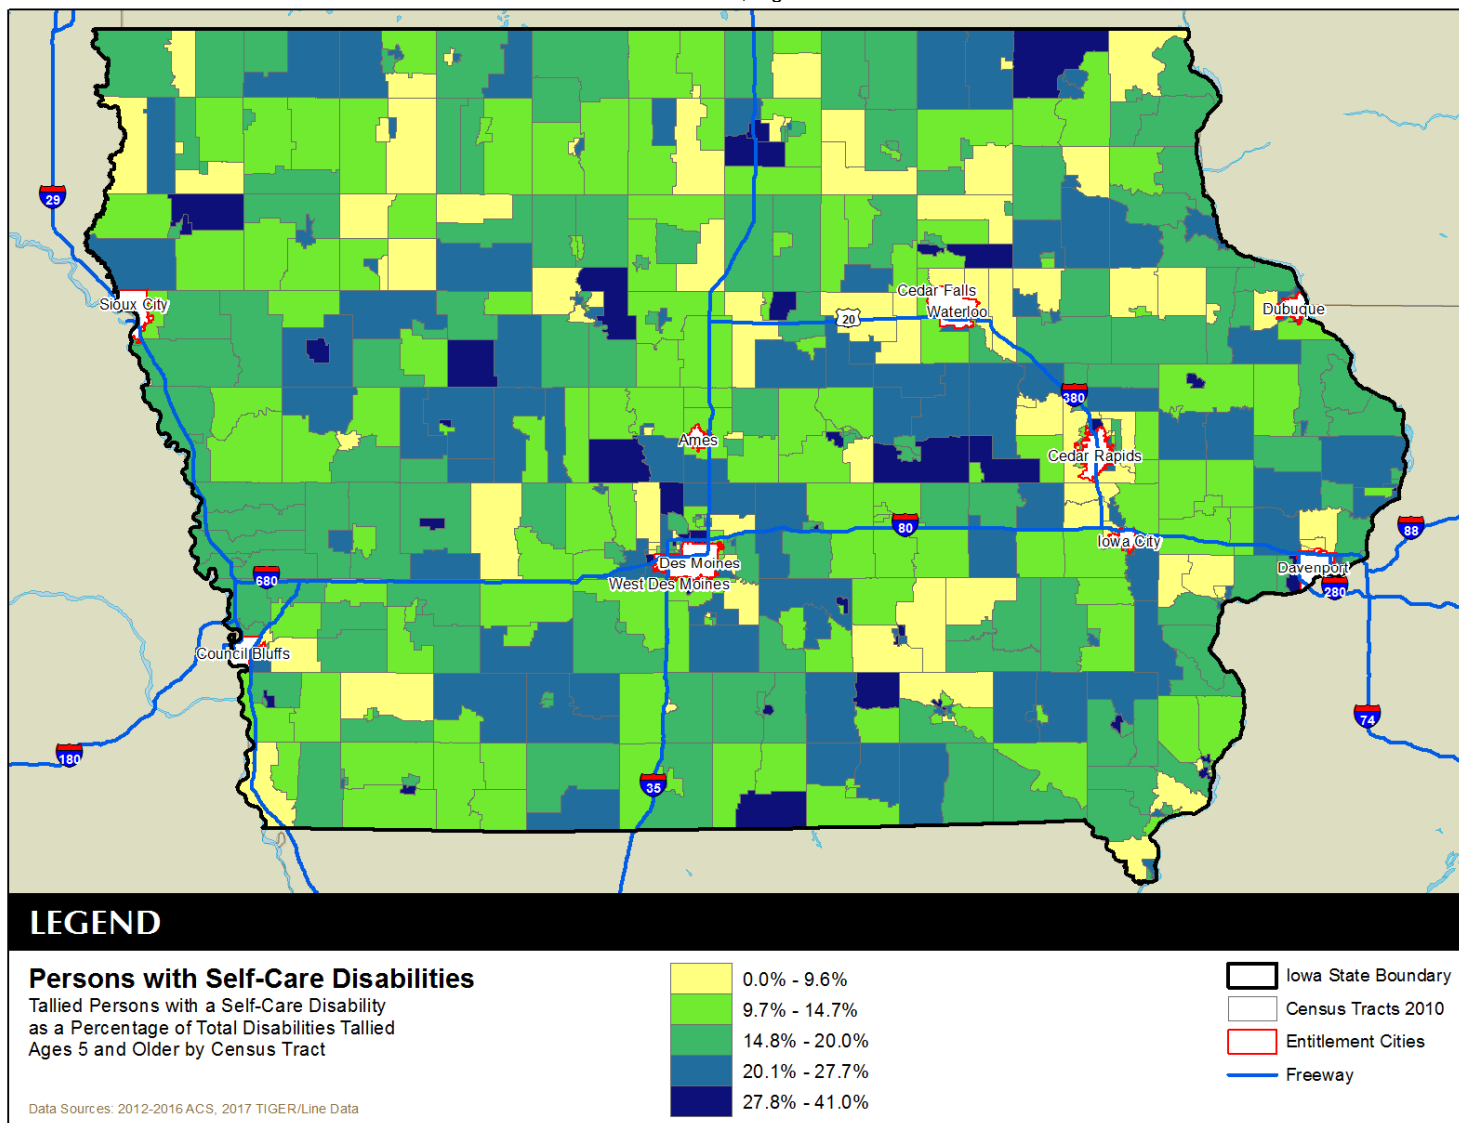 29
Sioux City
Cedar Falls
Waterloo
20
Dubuque
380
Ames
Cedar Rapids
80
88
Iowa City
Des Moines
West Des Moines
Davenport
680
280
Council Bluffs
180
74
35
LEGEND
Persons with Self-Care Disabilities
Tallied Persons with a Self-Care Disability
as a Percentage of Total Disabilities Tallied
Ages 5 and Older by Census Tract
Data Sources: 2012-2016 ACS, 2017 TIGER/Line Data
0.0% - 9.6%
9.7% - 14.7%
14.8% - 20.0%
20.1% - 27.7%
27.8% - 41.0%
Iowa State Boundary
Census Tracts 2010
Entitlement Cities
Freeway